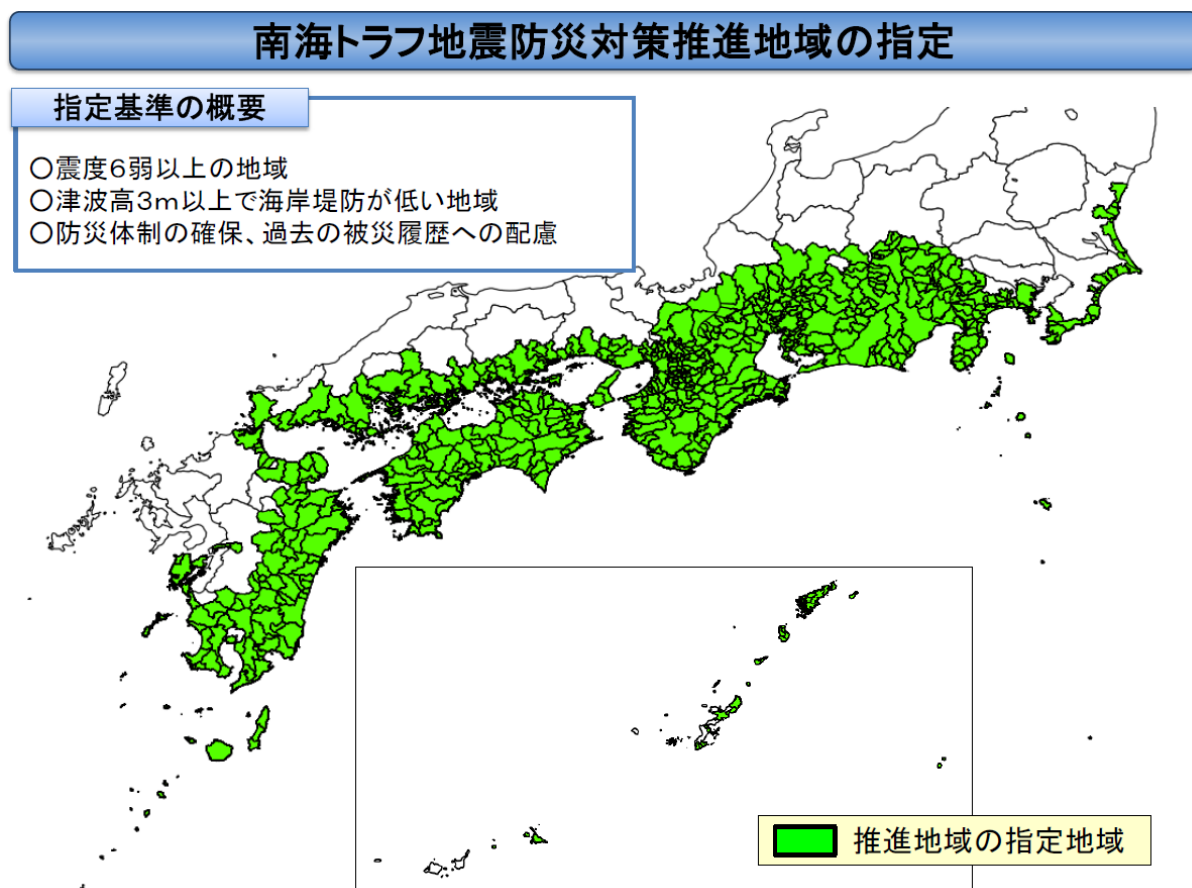 南海トラフ地震防災対策推進地域の指定
指定基準の概要
○震度6弱以上の地域
○津波高3m以上で海岸堤防が低い地域
○防災体制の確保、過去の被災履歴への配慮
推進地域の指定地域